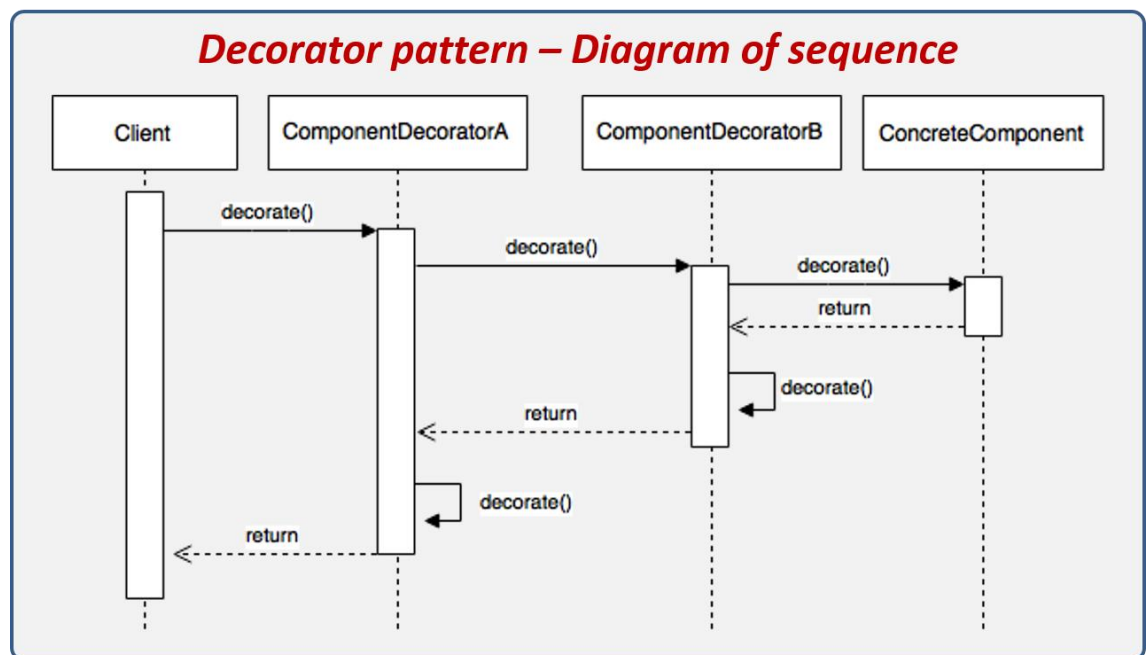 Decorator pattern – Diagram of sequence
Client
ComponentDecoratorA
ComponentDecoratorB
ConcreteComponent
decorate()
decorate()
decorate()
return
decorate()
return
decorate()
return